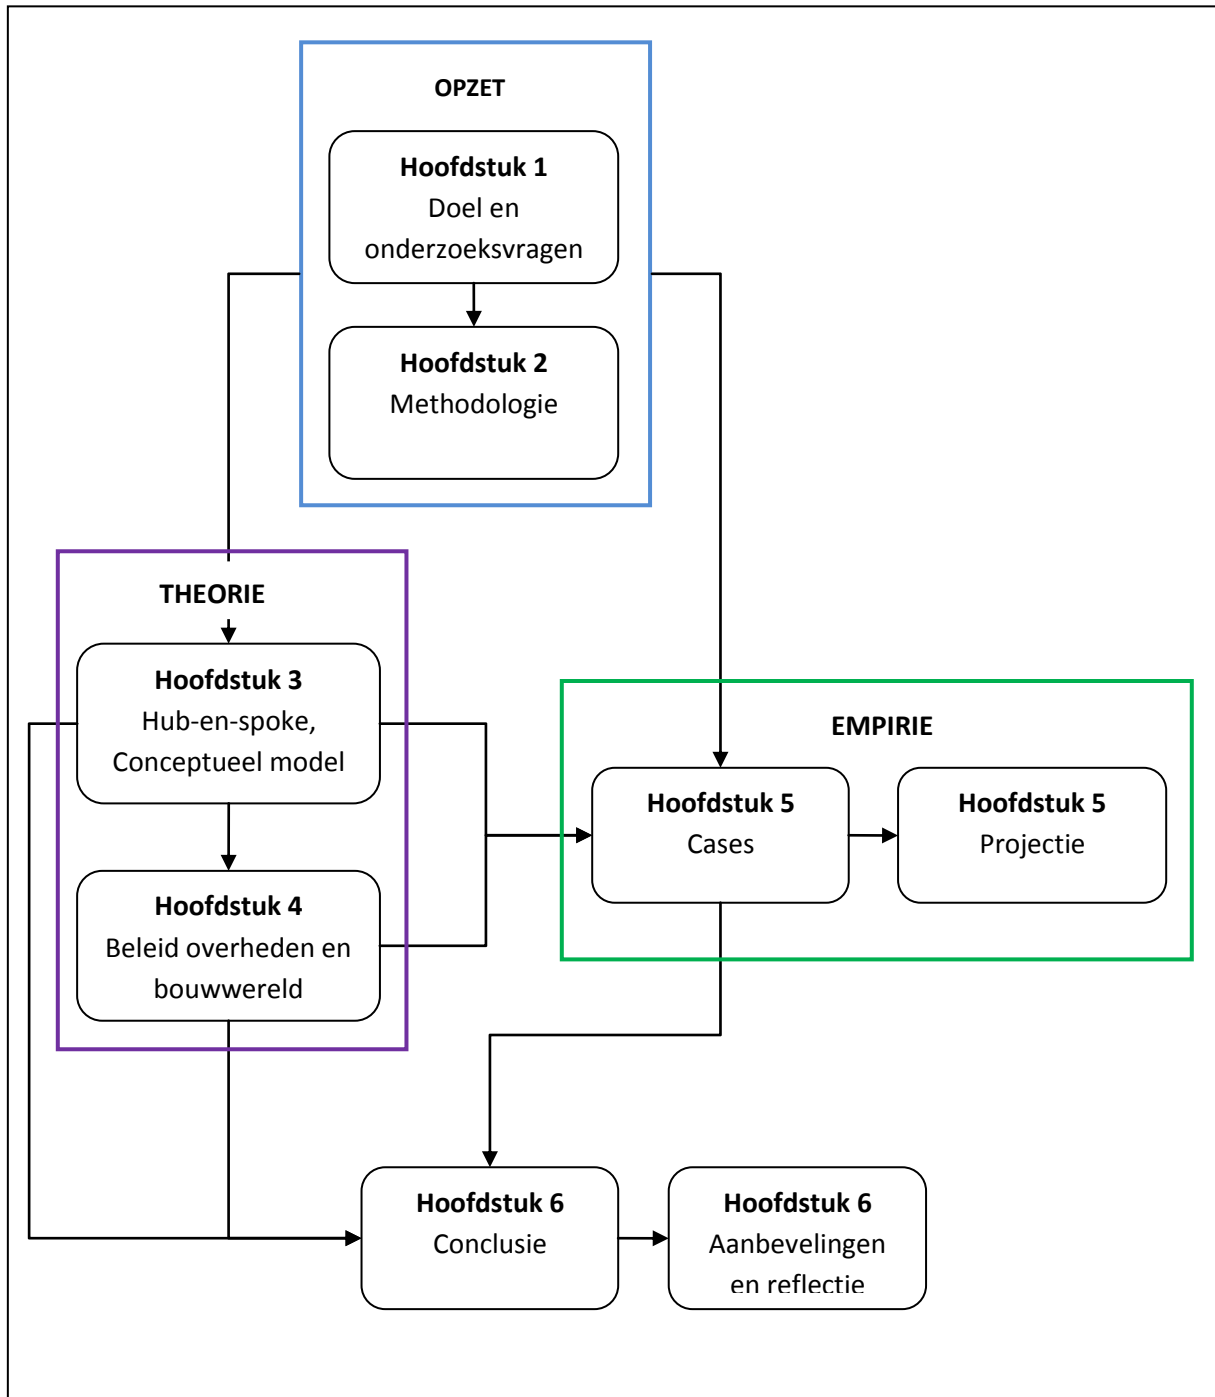 OPZET
Hoofdstuk 1
Doel en
onderzoeksvragen
Hoofdstuk 2
Methodologie
THEORIE
Hoofdstuk 3
Hub-en-spoke,
Conceptueel model
Hoofdstuk 4
Beleid overheden en
bouwwereld
EMPIRIE
Hoofdstuk 5
Cases
Hoofdstuk 5
Projectie
Hoofdstuk 6
Conclusie
Hoofdstuk 6
Aanbevelingen
en reflectie